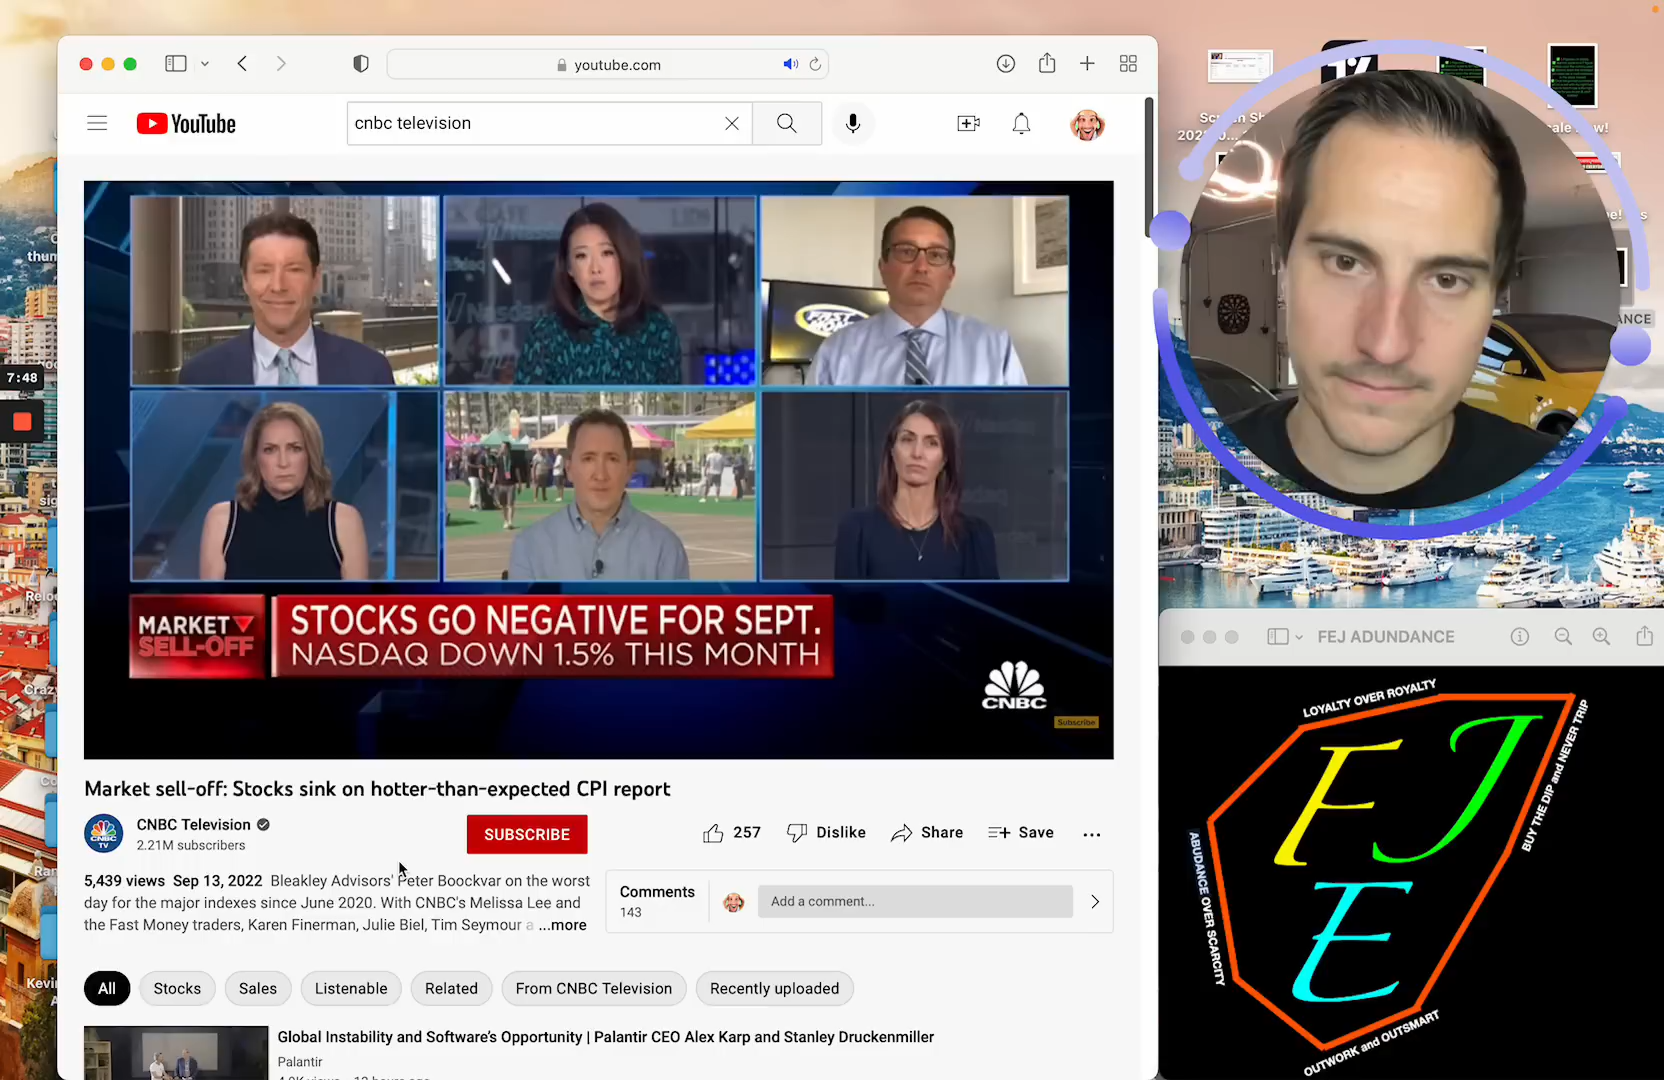 youtube.com
YouTube
cnbc television
STOCKS GO NEGATIVE FOR SEPT.
NASDAQ DOWN 1.5% THIS MONTH
MARKET
SELL-OFF
CNBC
Subscribe
7:48
Market sell-off: Stocks sink on hotter-than-expected CPI report
CNBC Television
2.21M subscribers
SUBSCRIBE
257
Dislike
Share
Save
5,439 views Sep 13, 2022 Bleakley Advisors' Peter Boockvar on the worst
day for the major indexes since June 2020. With CNBC's Melissa Lee and
the Fast Money traders, Karen Finerman, Julie Biel, Tim Seymour a ...more
Comments
143
Add a comment...
All
Stocks
Sales
Listenable
Related
From CNBC Television
Recently uploaded
Global Instability and Software's Opportunity | Palantir CEO Alex Karp and Stanley Druckenmiller
Palantir
FEJ ADUNDANCE
LOYALTY OVER ROYALTY
BUY THE DIP and NEVER TRIP
ABUDANCE OVER SCARCITY
OUTWORK and OUTSMART
F J
E